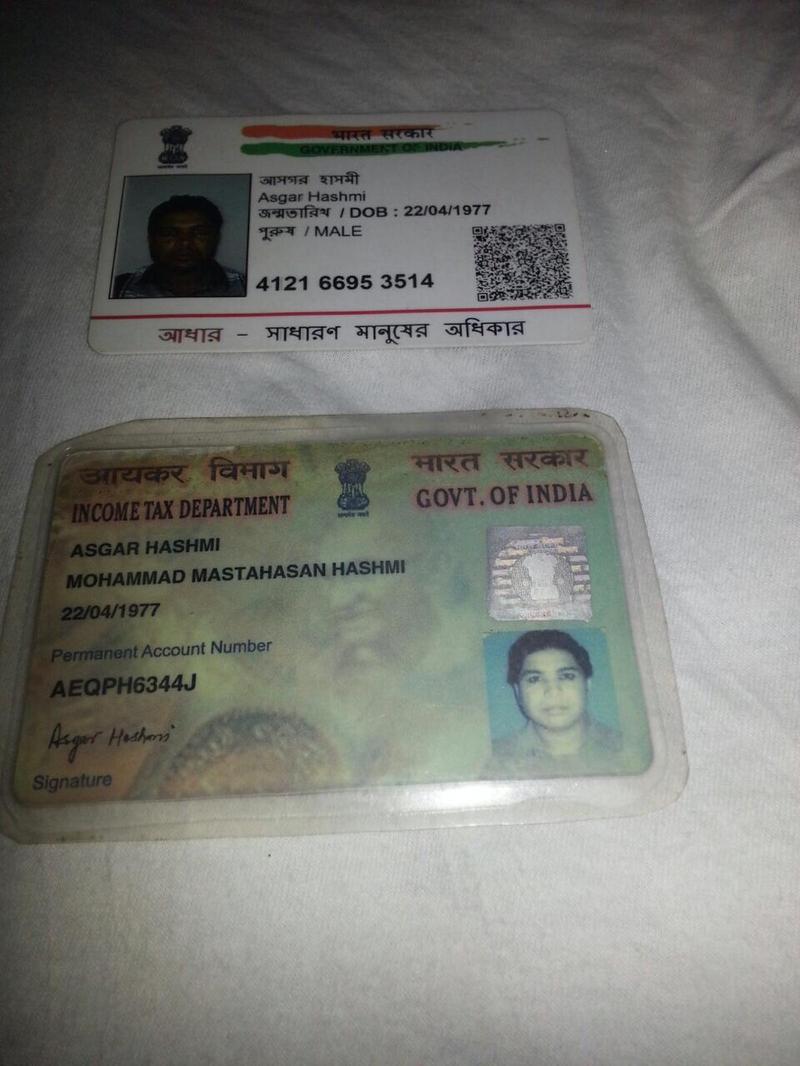 भारत सरकार
GOVERNMENT OF INDIA
আসগর হাসমী
Asgar Hashmi
জন্মতারিখ / DOB : 22/04/1977
পুরুষ / MALE
4121 6695 3514
আধার – সাধারণ মানুষের অধিকার
आयकर विभाग भारत सरकार
INCOME TAX DEPARTMENT GOVT. OF INDIA
ASGAR HASHMI
MOHAMMAD MASTAHASAN HASHMI
22/04/1977
Permanent Account Number
AEQPH6344J
Asgar Hashmi
Signature